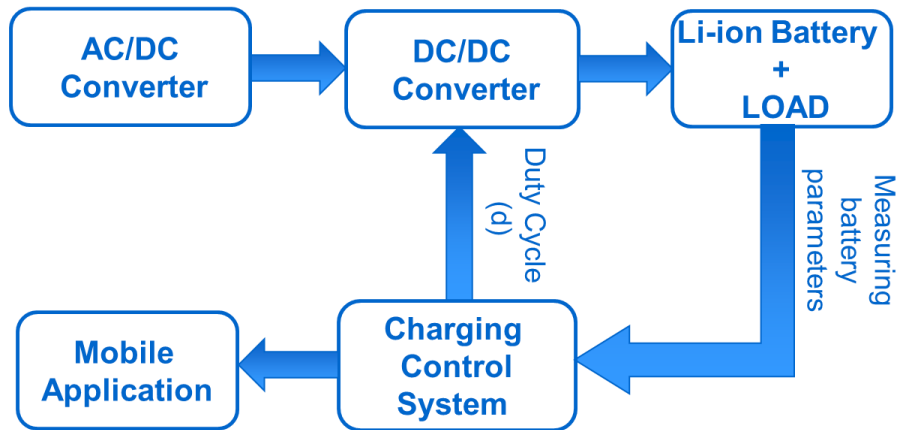 AC/DC
Converter
DC/DC
Converter
Li-ion Battery
+
LOAD
Duty Cycle
(d)
Measuring
battery
parameters
Mobile
Application
Charging
Control
System